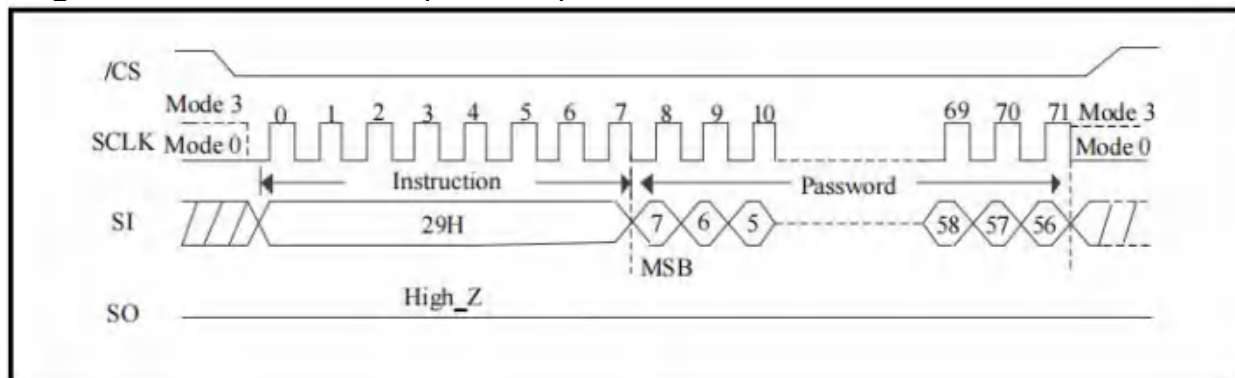 /CS
Mode 3
0 1 2 3 4 5 6 7 8 9 10 69 70 71 Mode 3
SCLK Mode 0 Mode 0
Instruction Password
SI 29H 7 6 5 58 57 56
MSB
High_Z
SO